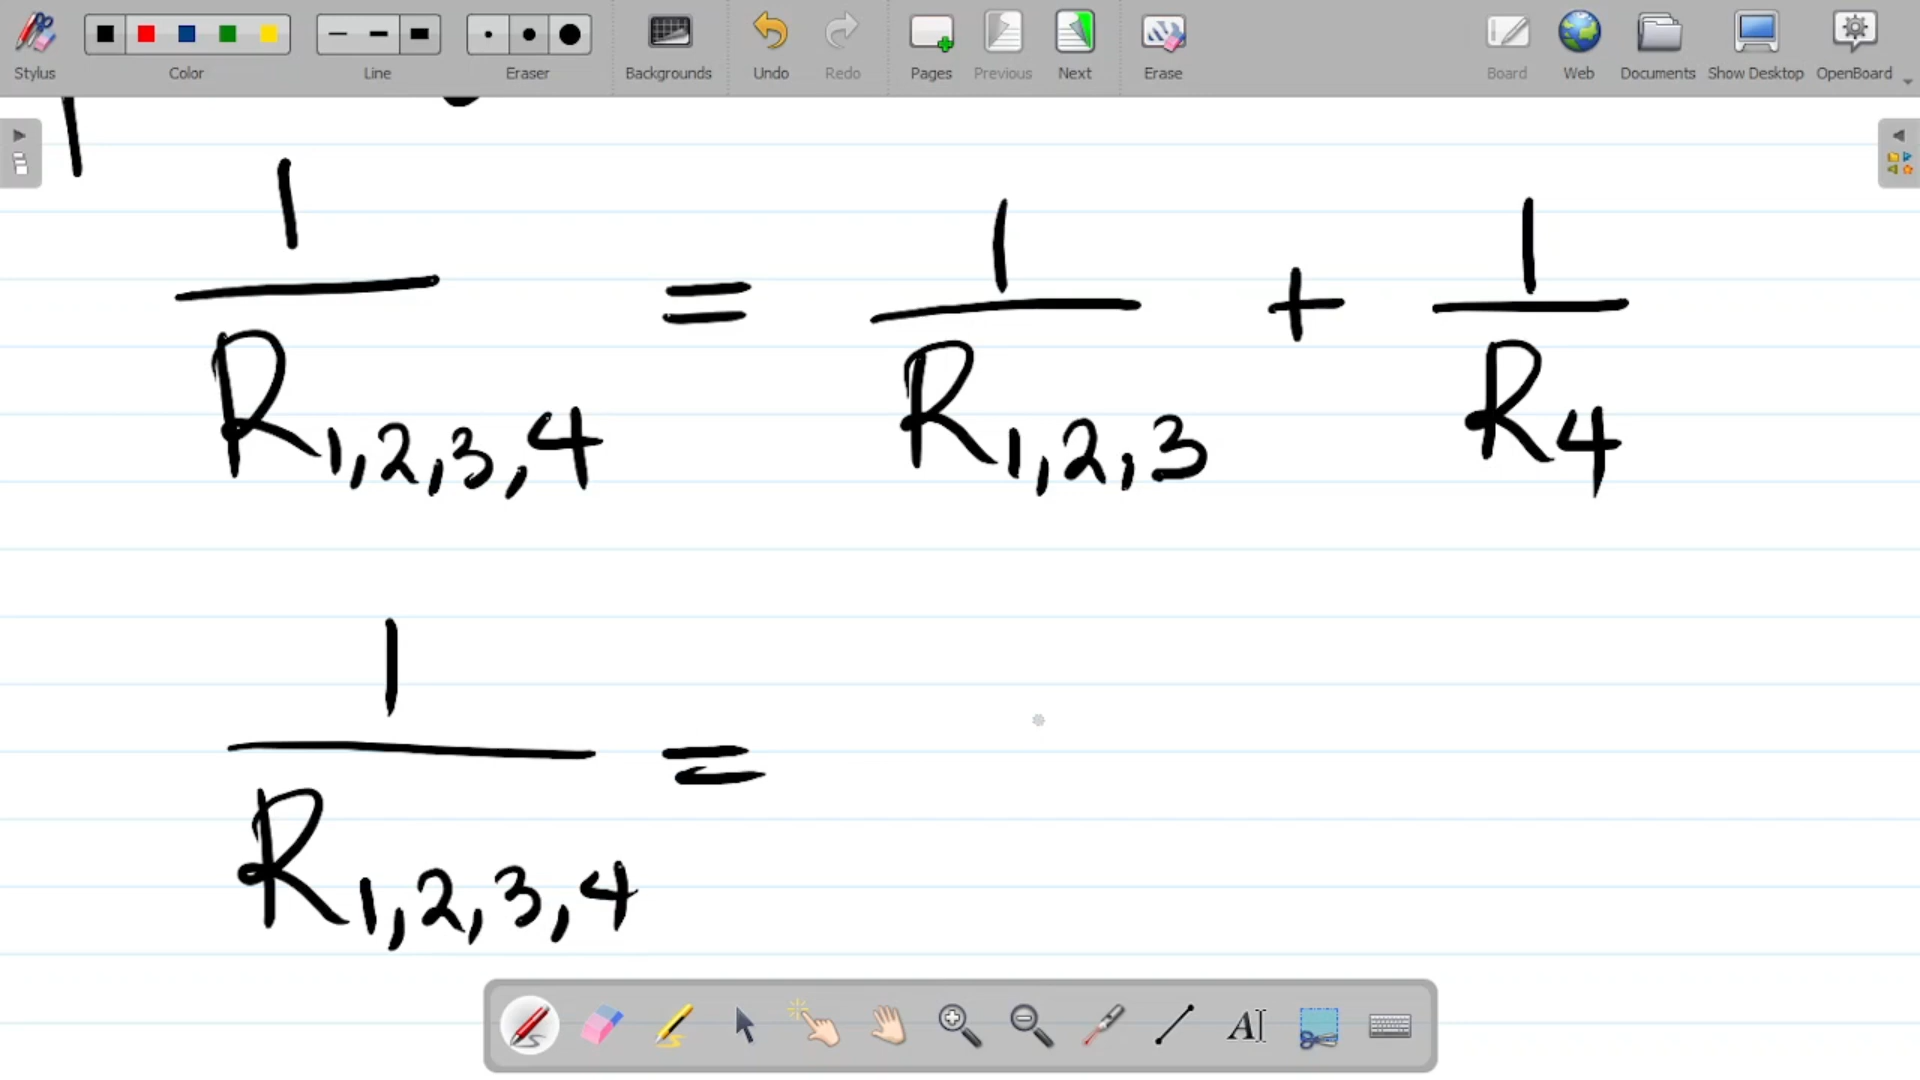 Stylus Color Line Eraser Backgrounds Undo Redo Pages Previous Next Erase Board Web Documents Show Desktop OpenBoard
1 1 1
= +
R1,2,3,4 R1,2,3 R4
1
=
R1,2,3,4